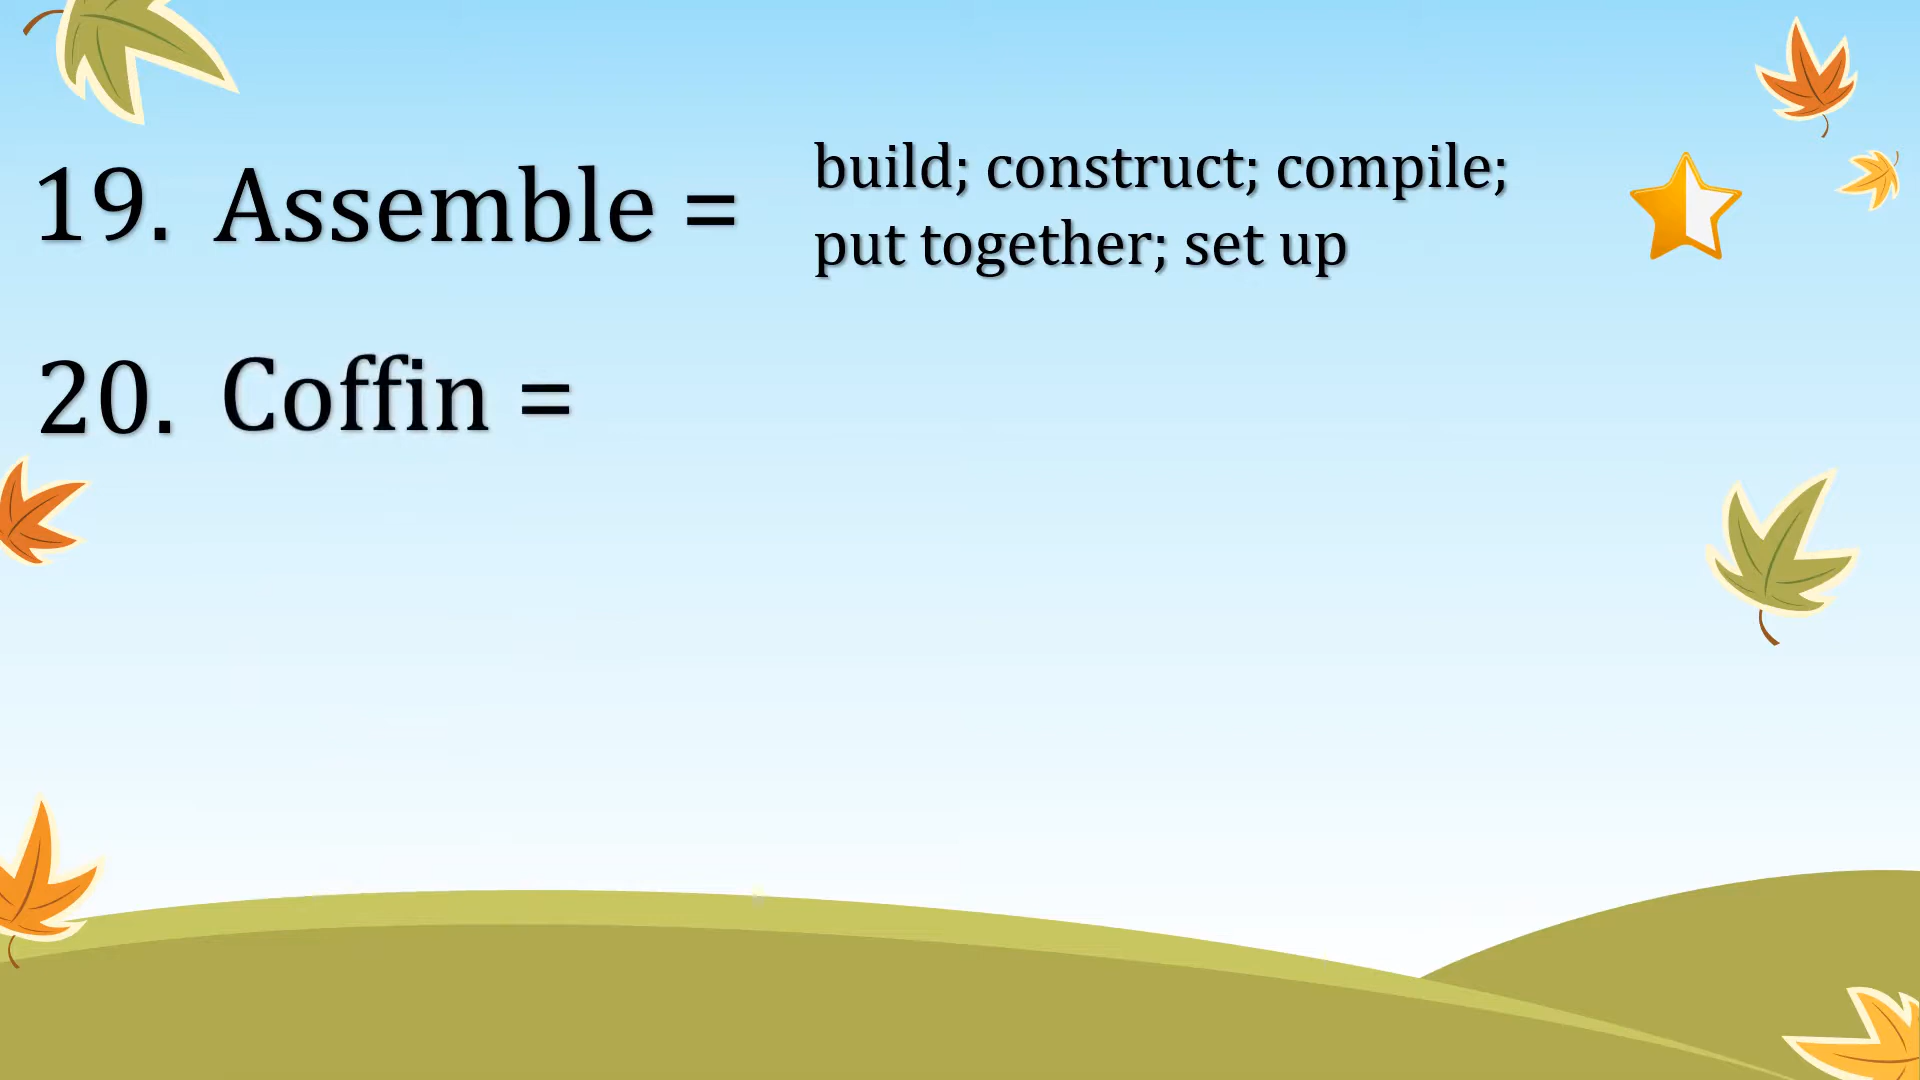 19. Assemble = build; construct; compile;
put together; set up
20. Coffin =